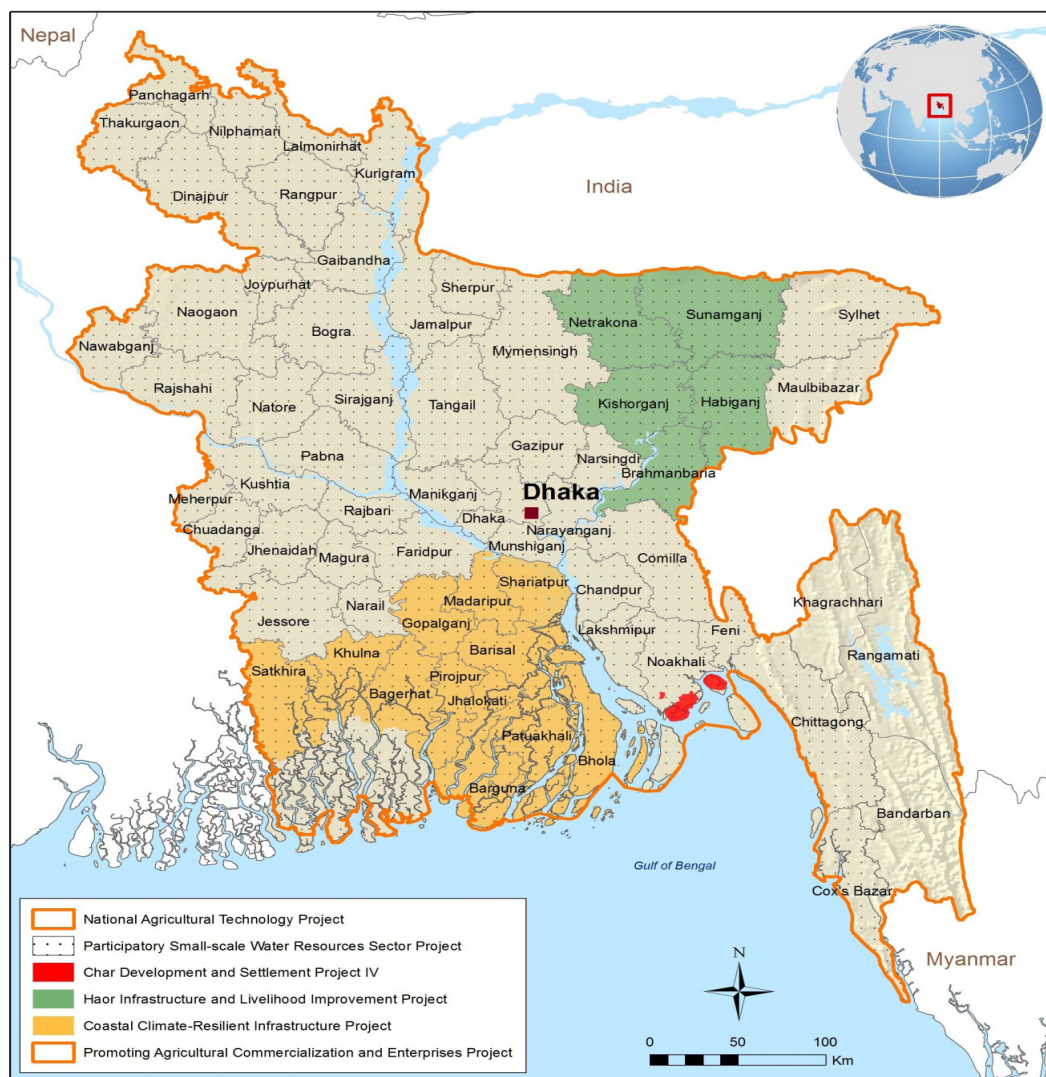 Nepal
Panchagarh
Thakurgaon
Nilphamari
Lalmonirhat
Kurigram
Dinajpur
Rangpur
India
Gaibandha
Joypurhat
Sherpur
Naogaon
Bogra
Jamalpur
Netrakona
Sunamganj
Sylhet
Nawabganj
Mymensingh
Rajshahi
Maulbibazar
Natore
Sirajganj
Tangail
Kishorganj
Habiganj
Gazipur
Pabna
Narsingdi
Brahmanbaria
Kushtia
Meherpur
Manikganj
Dhaka
Rajbari
Dhaka
Chuadanga
Narayanganj
Jhenaidah
Magura
Faridpur
Munshiganj
Comilla
Shariatpur
Chandpur
Madaripur
Khagrachhari
Narail
Jessore
Gopalganj
Lakshmipur
Feni
Khulna
Barisal
Rangamati
Satkhira
Noakhali
Pirojpur
Bagerhat
Jhalokati
Chittagong
Patuakhali
Bhola
Barguna
Bandarban
Gulf of Bengal
Cox's Bazar
National Agricultural Technology Project
Participatory Small-scale Water Resources Sector Project
Char Development and Settlement Project IV
Haor Infrastructure and Livelihood Improvement Project
Coastal Climate-Resilient Infrastructure Project
Promoting Agricultural Commercialization and Enterprises Project
N
Myanmar
0 50 100
Km